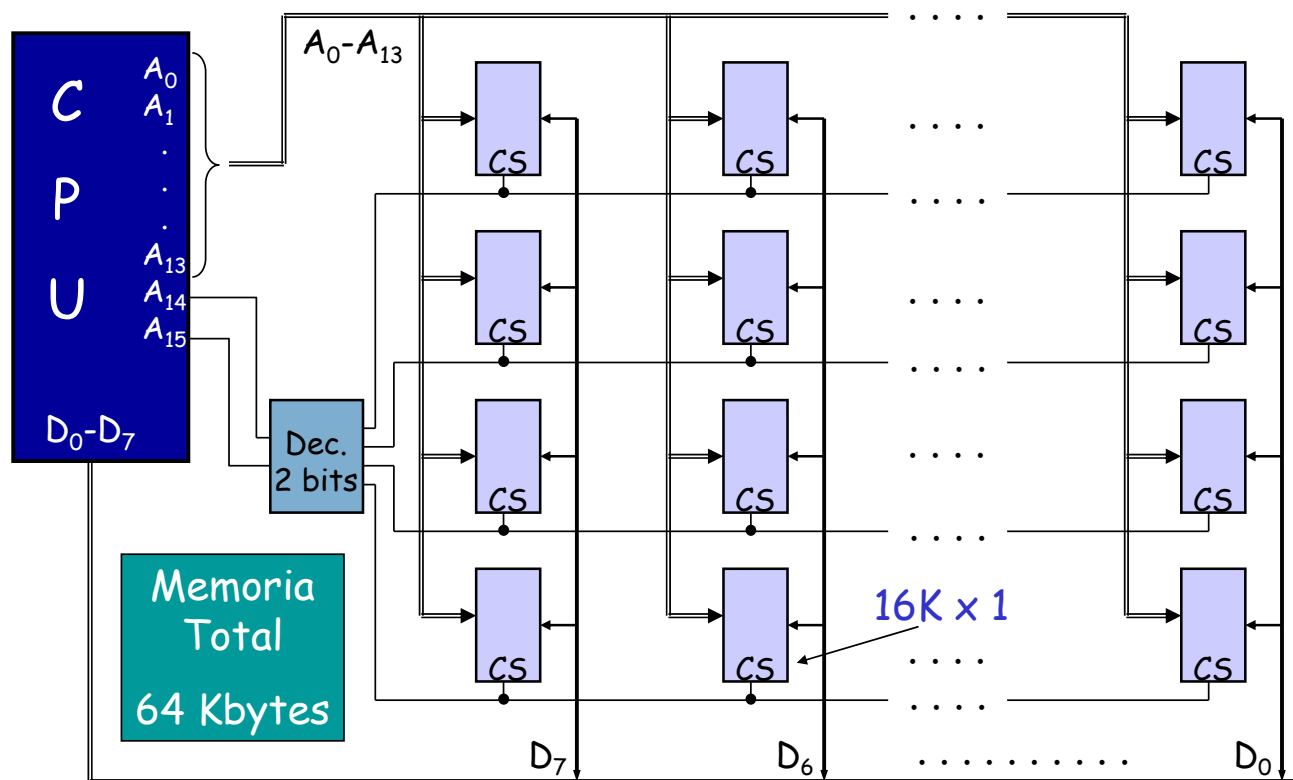 C
P
U
A₀
A₁
.
.
.
A₁₃
A₁₄
A₁₅
D₀-D₇
A₀-A₁₃
Dec.
2 bits
. . . .
CS
CS
. . . .
CS
. . . .
CS
CS
. . . .
CS
. . . .
CS
CS
. . . .
CS
. . . .
CS
CS
16K x 1
. . . .
CS
. . . .
Memoria
Total
64 Kbytes
D₇
D₆
. . . . . . . . . .
D₀